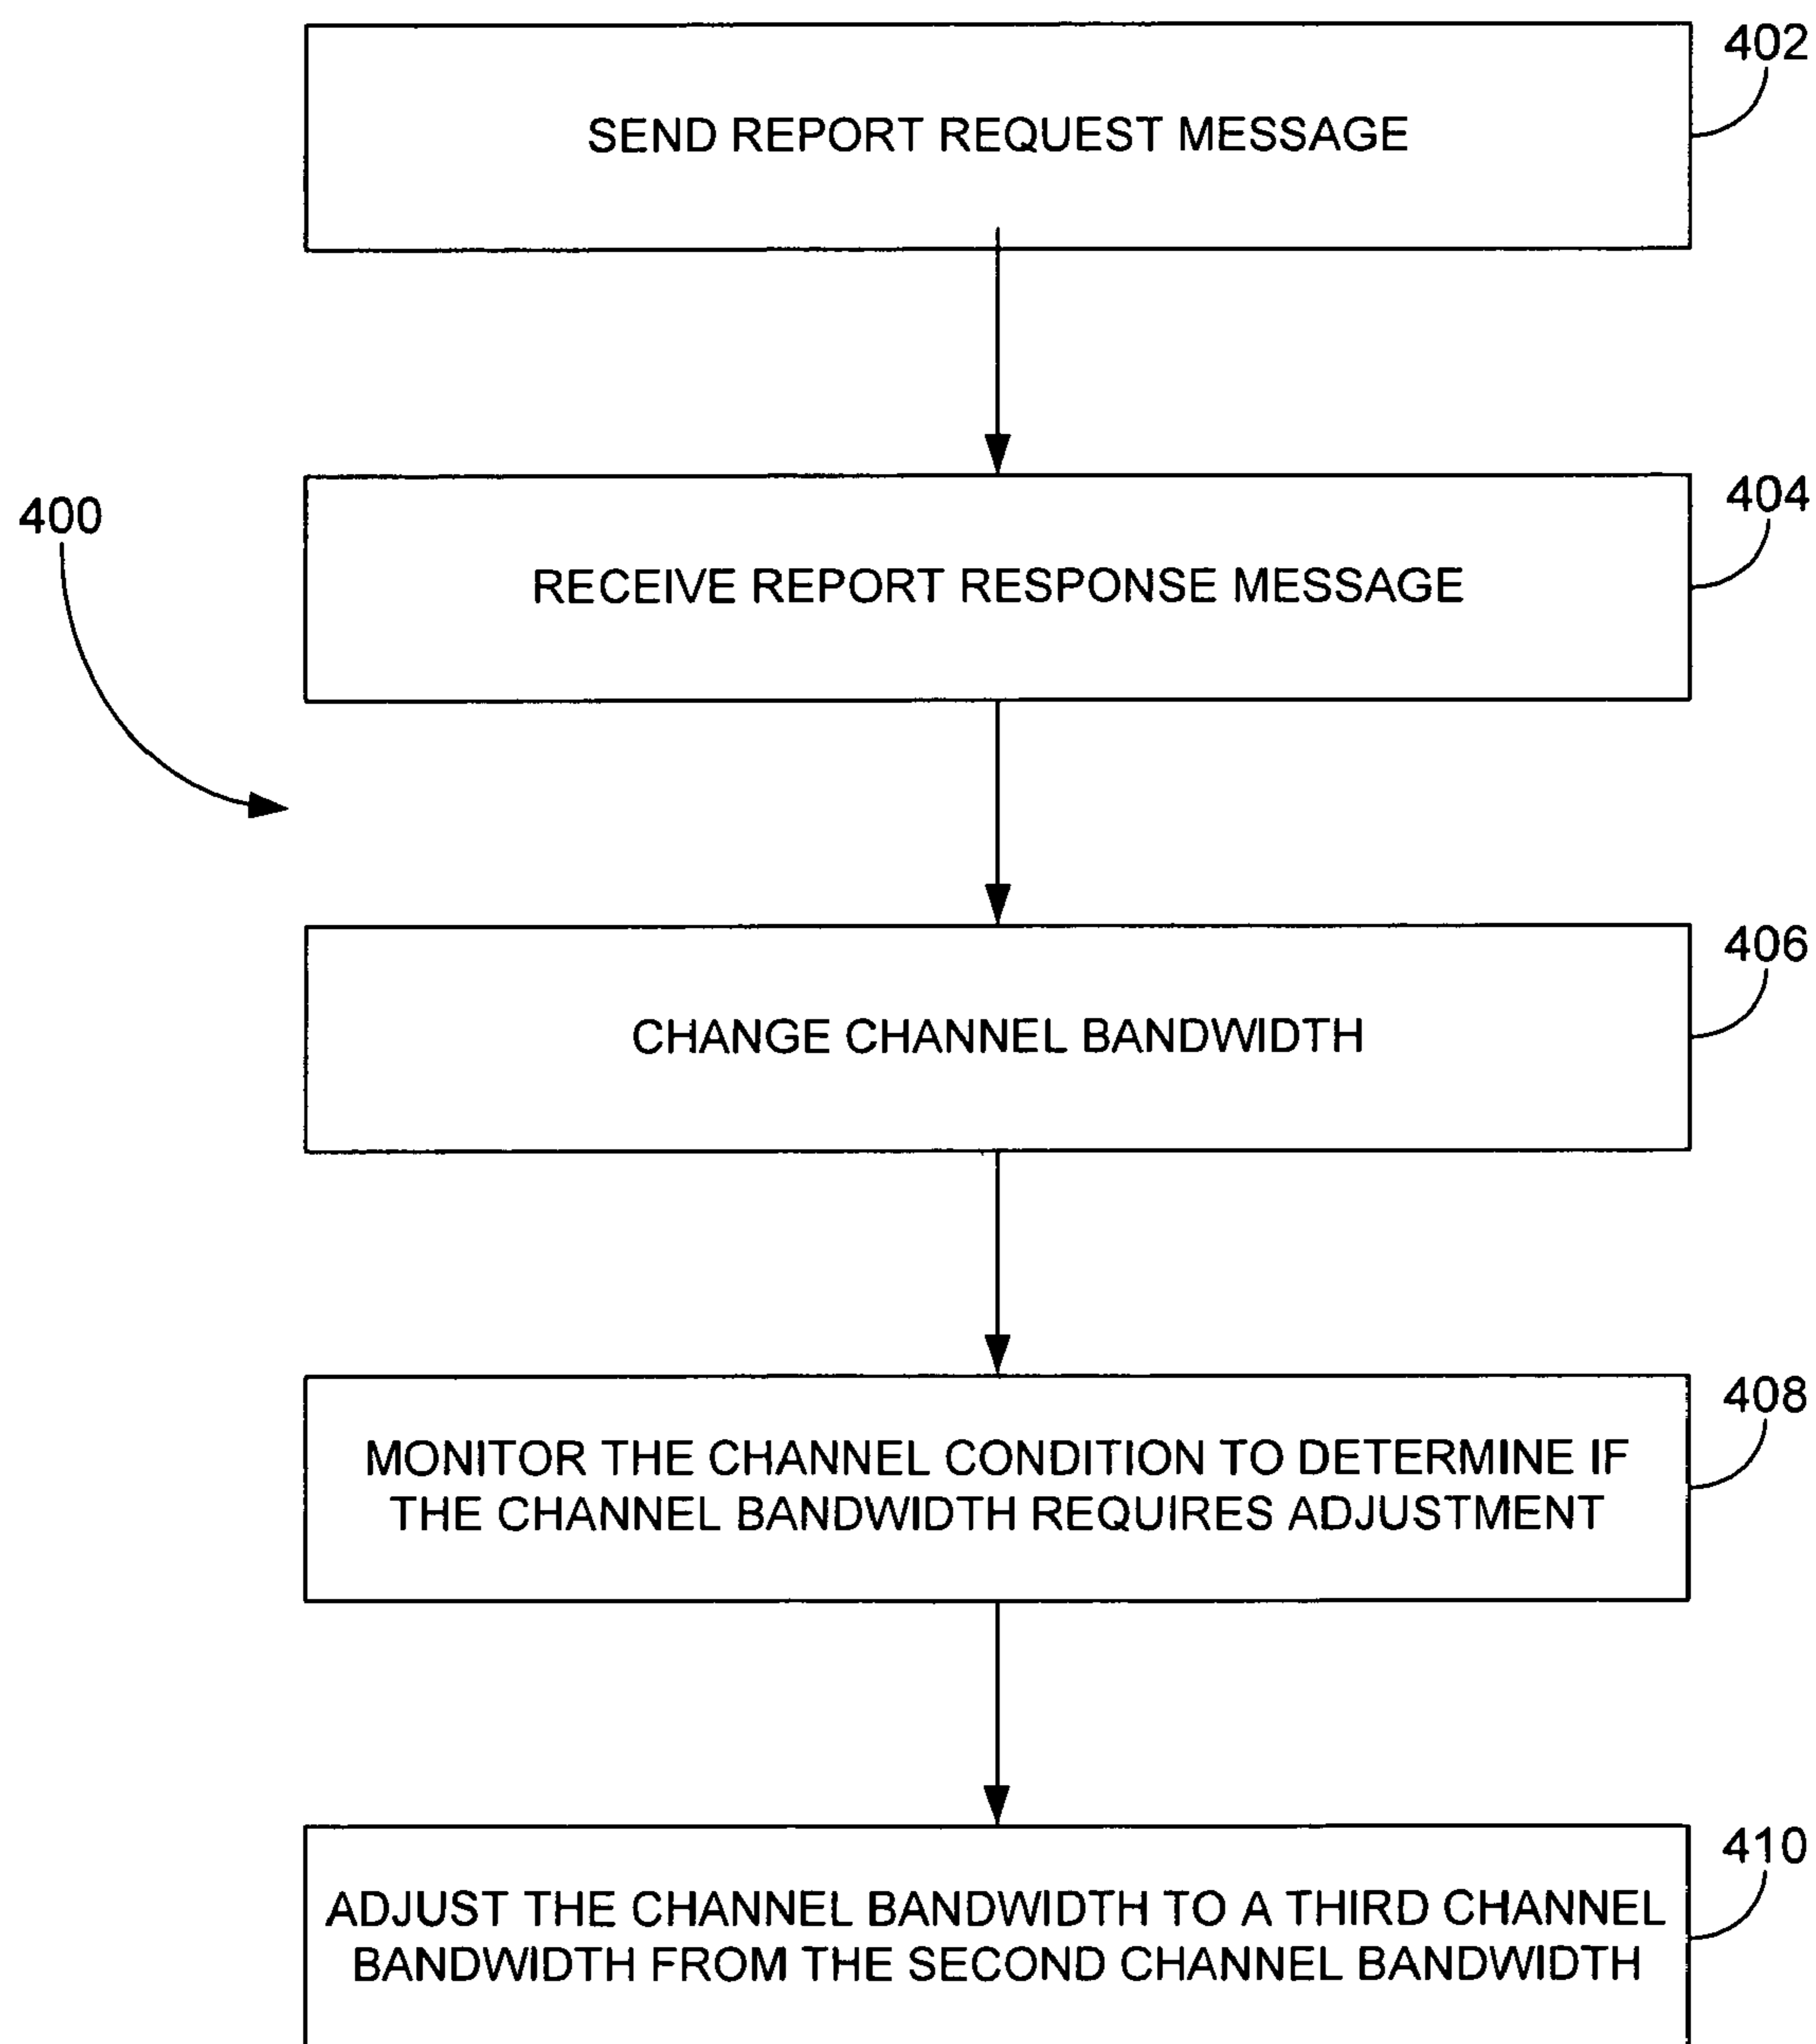 402
SEND REPORT REQUEST MESSAGE
404
400
RECEIVE REPORT RESPONSE MESSAGE
406
CHANGE CHANNEL BANDWIDTH
408
MONITOR THE CHANNEL CONDITION TO DETERMINE IF
THE CHANNEL BANDWIDTH REQUIRES ADJUSTMENT
410
ADJUST THE CHANNEL BANDWIDTH TO A THIRD CHANNEL
BANDWIDTH FROM THE SECOND CHANNEL BANDWIDTH